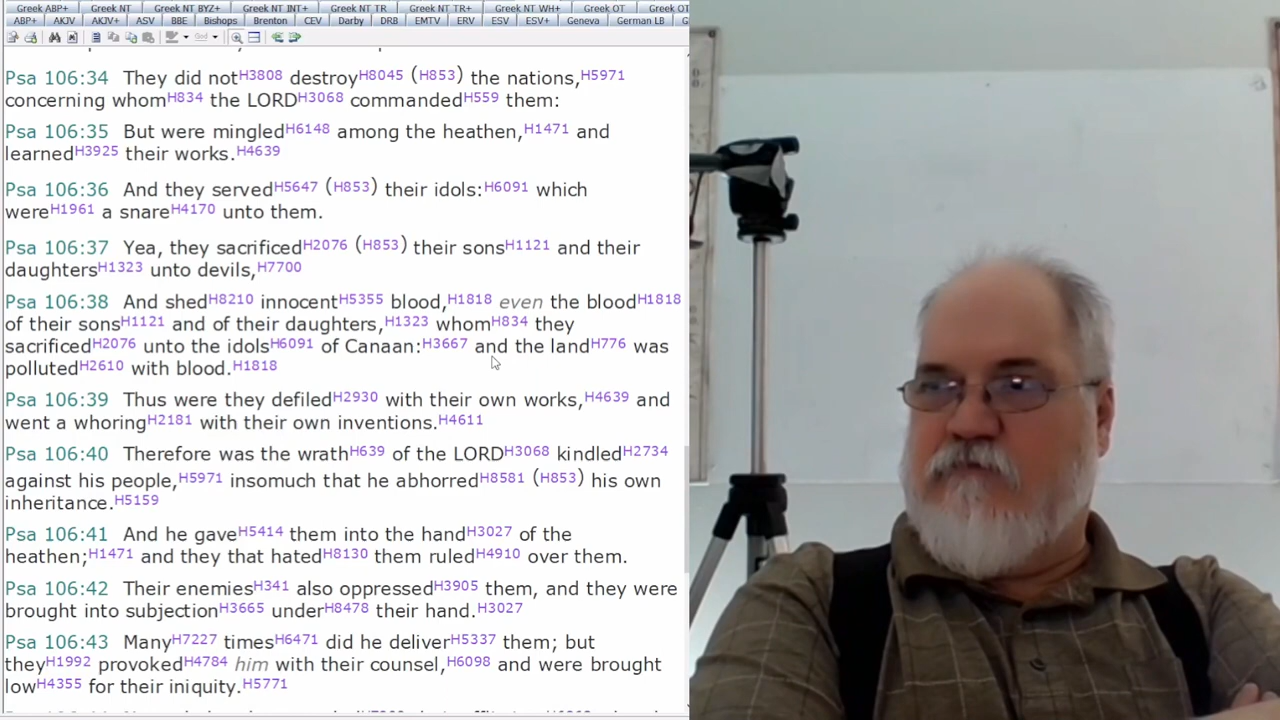 Greek ABP+ Greek NT Greek NT BYZ+ Greek NT INT+ Greek NT TR Greek NT TR+ Greek NT WH+ Greek OT Greek OT
ABP+ AKJV AKJV+ ASV BBE Bishops Brenton CEV Darby DRB EMTV ERV ESV ESV+ Geneva German LB G
Psa 106:34 They did notH3808 destroyH8045 (H853) the nations,H5971
concerning whomH834 the LORDH3068 commandedH559 them:
Psa 106:35 But were mingledH6148 among the heathen,H1471 and
learnedH3925 their works.H4639
Psa 106:36 And they servedH5647 (H853) their idols:H6091 which
wereH1961 a snareH4170 unto them.
Psa 106:37 Yea, they sacrificedH2076 (H853) their sonsH1121 and their
daughtersH1323 unto devils,H7700
Psa 106:38 And shedH8210 innocentH5355 blood,H1818 even the bloodH1818
of their sonsH1121 and of their daughters,H1323 whomH834 they
sacrificedH2076 unto the idolsH6091 of Canaan:H3667 and the landH776 was
pollutedH2610 with blood.H1818
Psa 106:39 Thus were they defiledH2930 with their own works,H4639 and
went a whoringH2181 with their own inventions.H4611
Psa 106:40 Therefore was the wrathH639 of the LORDH3068 kindledH2734
against his people,H5971 insomuch that he abhorredH8581 (H853) his own
inheritance.H5159
Psa 106:41 And he gaveH5414 them into the handH3027 of the
heathen;H1471 and they that hatedH8130 them ruledH4910 over them.
Psa 106:42 Their enemiesH341 also oppressedH3905 them, and they were
brought into subjectionH3665 underH8478 their hand.H3027
Psa 106:43 ManyH7227 timesH6471 did he deliverH5337 them; but
theyH1992 provokedH4784 him with their counsel,H6098 and were brought
lowH4355 for their iniquity.H5771